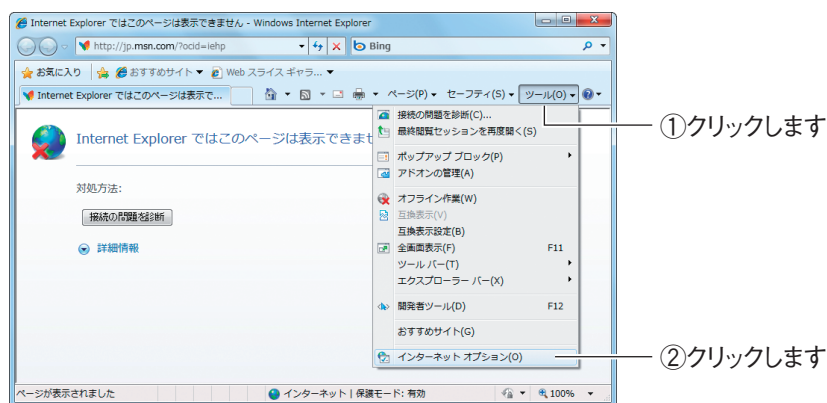 Internet Explorer ではこのページは表示できません - Windows Internet Explorer
http://jp.msn.com/?ocid=iehp
Bing
お気に入り おすすめサイト ▼ Web スライス ギャラ... ▼
Internet Explorer ではこのページは表示で...
ページ(P) ▼ セーフティ(S) ▼ ツール(O) ▼
①クリックします
接続の問題を診断(C)...
最終閲覧セッションを再度開く(S)
Internet Explorer ではこのページは表示できませ
ポップアップ ブロック(P)
アドオンの管理(A)
対処方法:
オフライン作業(W)
互換表示(V)
接続の問題を診断
互換表示設定(B)
詳細情報
全画面表示(F) F11
ツール バー(T)
エクスプローラー バー(X)
開発者ツール(D) F12
おすすめサイト(G)
インターネット オプション(O)
②クリックします
ページが表示されました
インターネット | 保護モード: 有効
100%